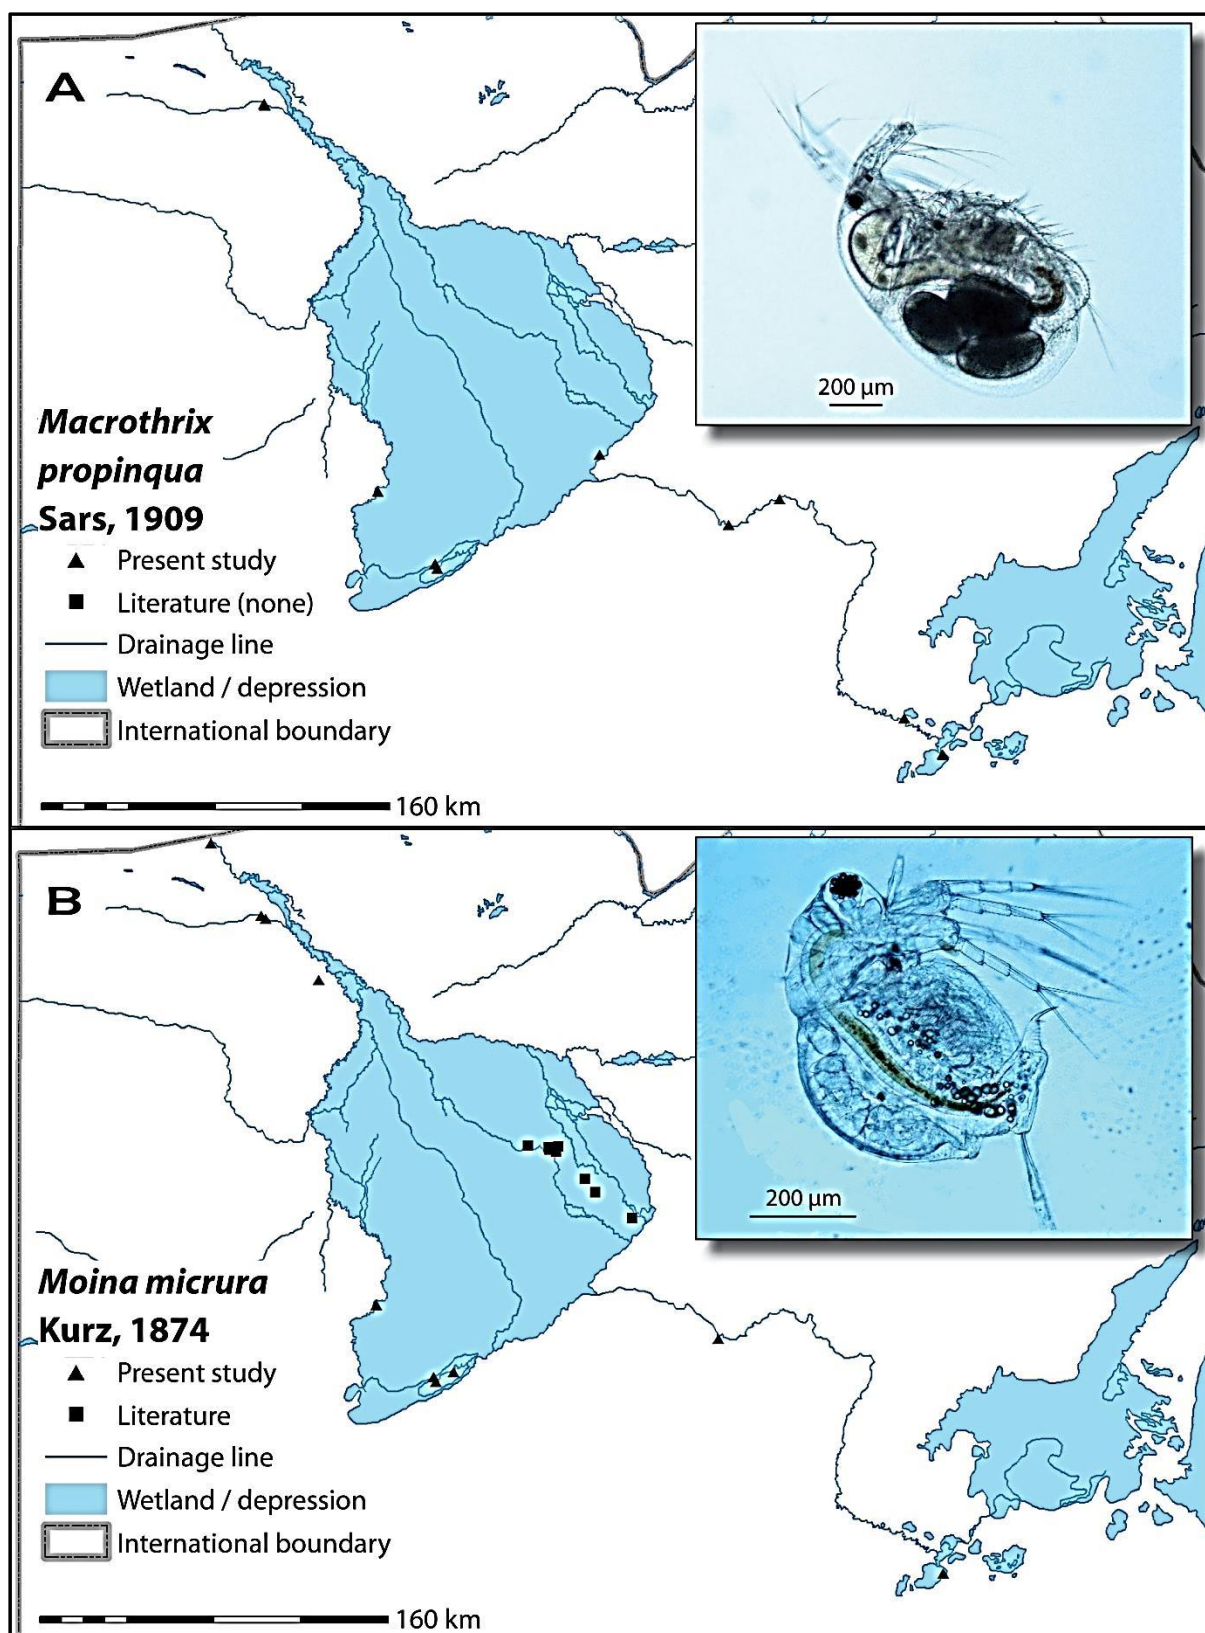 A
200 µm
Macrothrix
propinqua
Sars, 1909
Present study
Literature (none)
Drainage line
Wetland / depression
International boundary
160 km
B
200 µm
Moina micrura
Kurz, 1874
Present study
Literature
Drainage line
Wetland / depression
International boundary
160 km